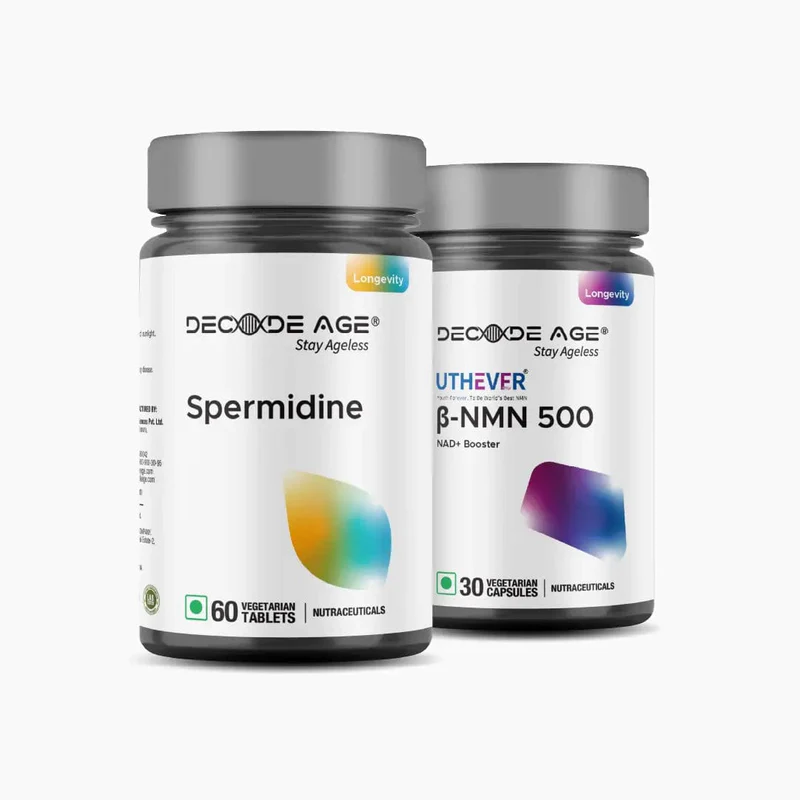 Longevity
DECODE AGE®
Stay Ageless
Spermidine
60 VEGETARIAN TABLETS | NUTRACEUTICALS
Longevity
DECODE AGE®
Stay Ageless
UTHEVER®
β-NMN 500
NAD+ Booster
30 VEGETARIAN CAPSULES | NUTRACEUTICALS